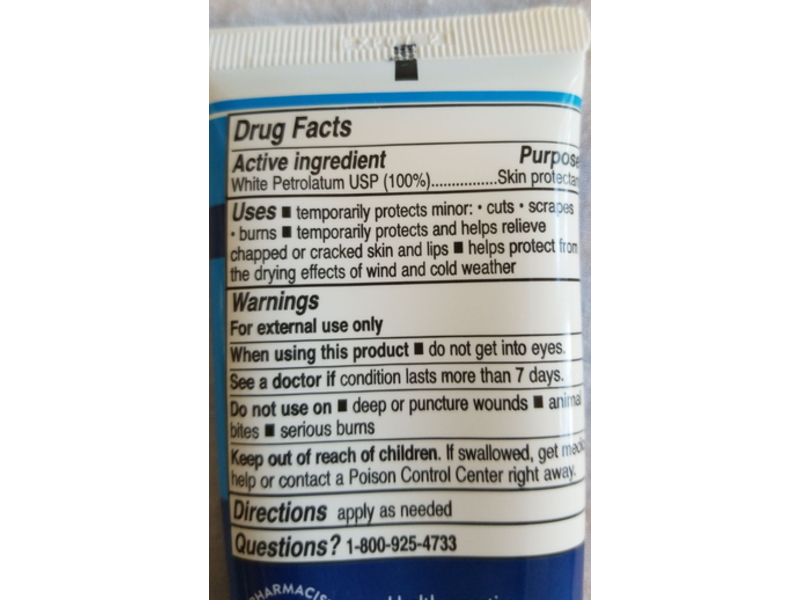 Drug Facts
Active ingredient Purpose
White Petrolatum USP (100%)................Skin protectan
Uses ■ temporarily protects minor: • cuts • scrapes
• burns ■ temporarily protects and helps relieve
chapped or cracked skin and lips ■ helps protect from
the drying effects of wind and cold weather
Warnings
For external use only
When using this product ■ do not get into eyes.
See a doctor if condition lasts more than 7 days.
Do not use on ■ deep or puncture wounds ■ animal
bites ■ serious burns
Keep out of reach of children. If swallowed, get medic
help or contact a Poison Control Center right away.
Directions apply as needed
Questions? 1-800-925-4733
PHARMACIS